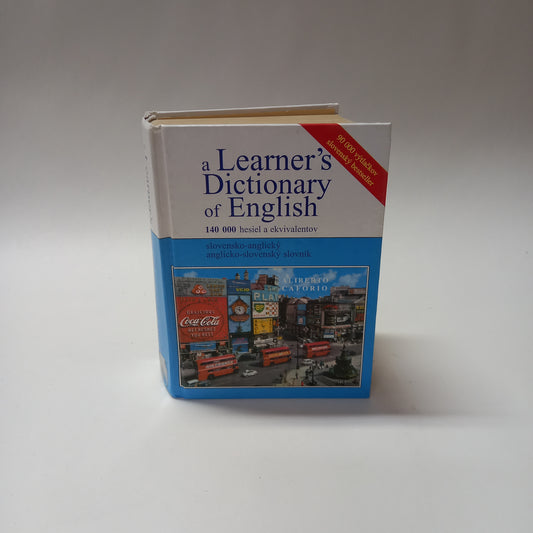 a Learner's
Dictionary
of English
140 000 hesiel a ekvivalentov
90 000 výtlačkov
slovenský bestseller
slovensko-anglický
anglicko-slovenský slovník
ALIBERTO
CAFORIO
Coca-Cola